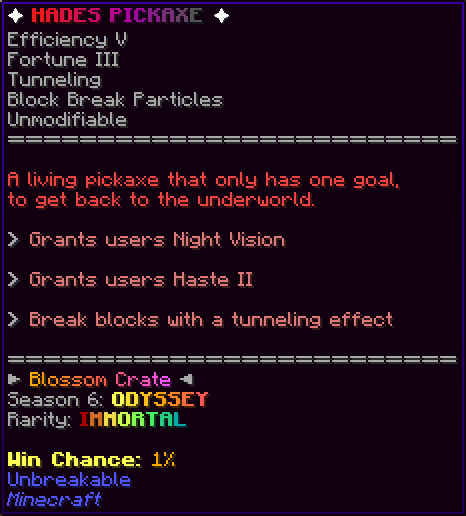 ✦ HADES PICKAXE ✦
Efficiency V
Fortune III
Tunneling
Block Break Particles
Unmodifiable
==============================
A living pickaxe that only has one goal,
to get back to the underworld.
> Grants users Night Vision
> Grants users Haste II
> Break blocks with a tunneling effect
==============================
▶ Blossom Crate ◀
Season 6: ODYSSEY
Rarity: IMMORTAL
Win Chance: 1%
Unbreakable
Minecraft